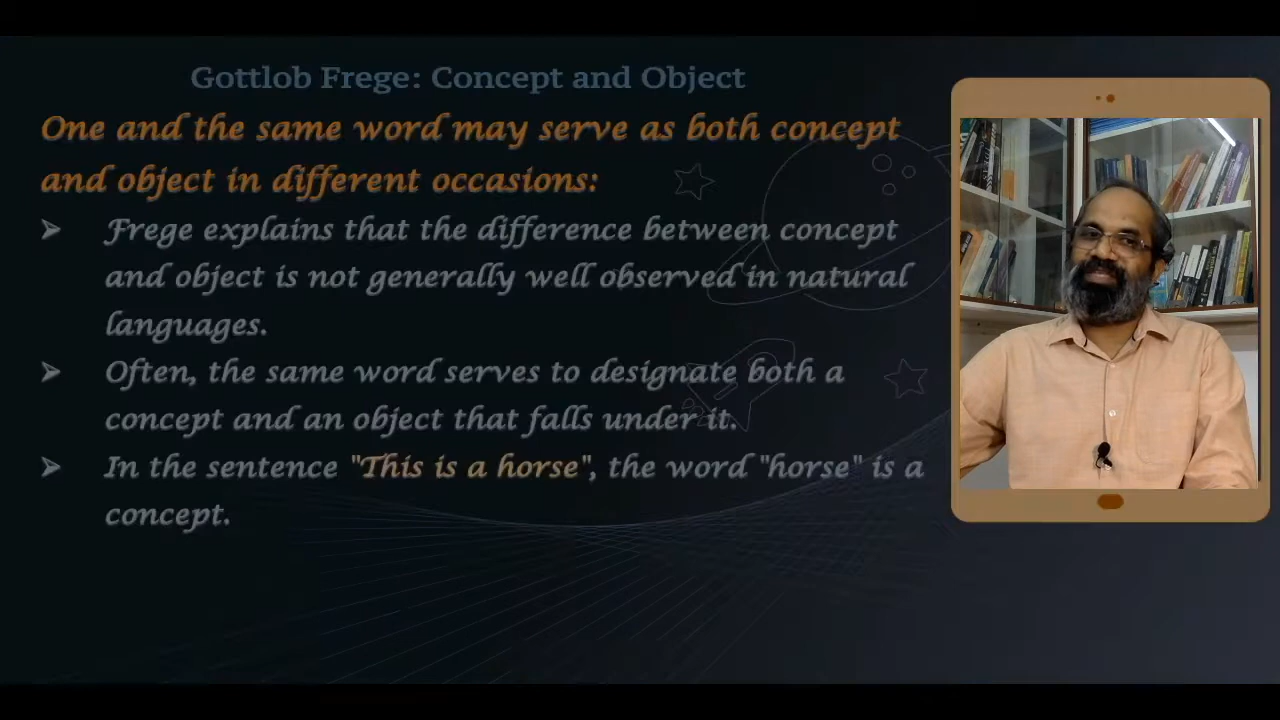 Gottlob Frege: Concept and Object
One and the same word may serve as both concept
and object in different occasions:
➤ Frege explains that the difference between concept
and object is not generally well observed in natural
languages.
➤ Often, the same word serves to designate both a
concept and an object that falls under it.
➤ In the sentence "This is a horse", the word "horse" is a
concept.